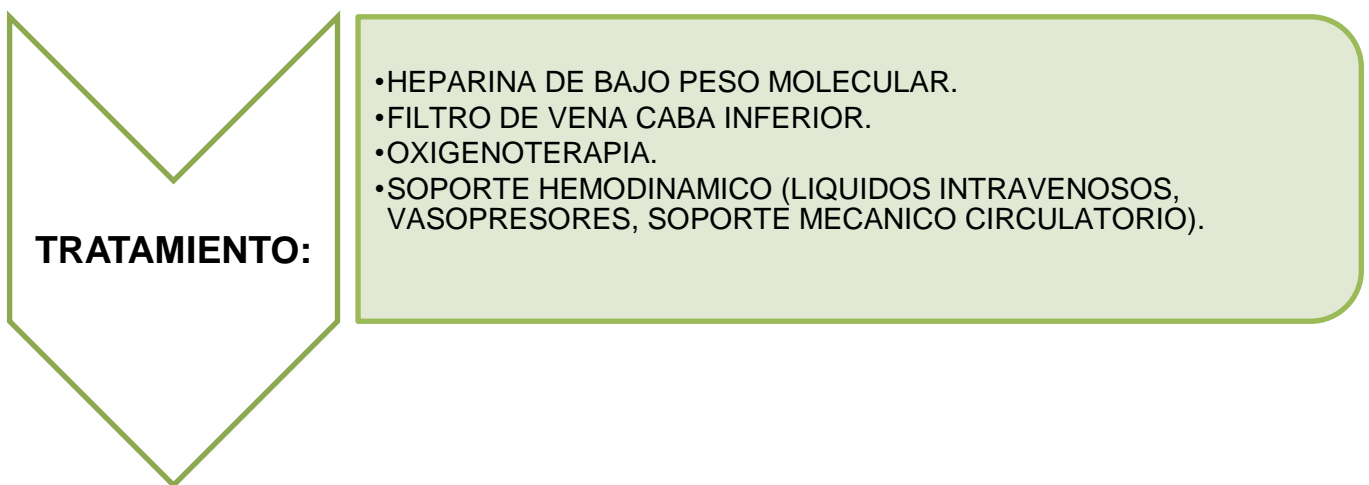 TRATAMIENTO:
•HEPARINA DE BAJO PESO MOLECULAR.
•FILTRO DE VENA CABA INFERIOR.
•OXIGENOTERAPIA.
•SOPORTE HEMODINAMICO (LIQUIDOS INTRAVENOSOS,
VASOPRESORES, SOPORTE MECANICO CIRCULATORIO).